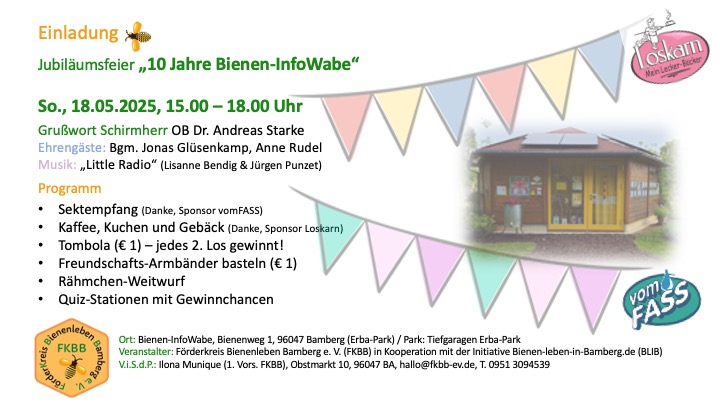 Einladung
Jubiläumsfeier „10 Jahre Bienen-InfoWabe“
So., 18.05.2025, 15.00 – 18.00 Uhr
Grußwort Schirmherr OB Dr. Andreas Starke
Ehrengäste: Bgm. Jonas Glüsenkamp, Anne Rudel
Musik: „Little Radio“ (Lisanne Bendig & Jürgen Punzet)
Programm
• Sektempfang (Danke, Sponsor vomFASS)
• Kaffee, Kuchen und Gebäck (Danke, Sponsor Loskarn)
• Tombola (€ 1) – jedes 2. Los gewinnt!
• Freundschafts-Armbänder basteln (€ 1)
• Rähmchen-Weitwurf
• Quiz-Stationen mit Gewinnchancen
Loskarn
Mein Lecker-Bäcker
vom FASS
Förderkreis Bienenleben Bamberg e. V.
FKBB
Ort: Bienen-InfoWabe, Bienenweg 1, 96047 Bamberg (Erba-Park) / Park: Tiefgaragen Erba-Park
Veranstalter: Förderkreis Bienenleben Bamberg e. V. (FKBB) in Kooperation mit der Initiative Bienen-leben-in-Bamberg.de (BLIB)
V.i.S.d.P.: Ilona Munique (1. Vors. FKBB), Obstmarkt 10, 96047 BA, hallo@fkbb-ev.de, T. 0951 3094539